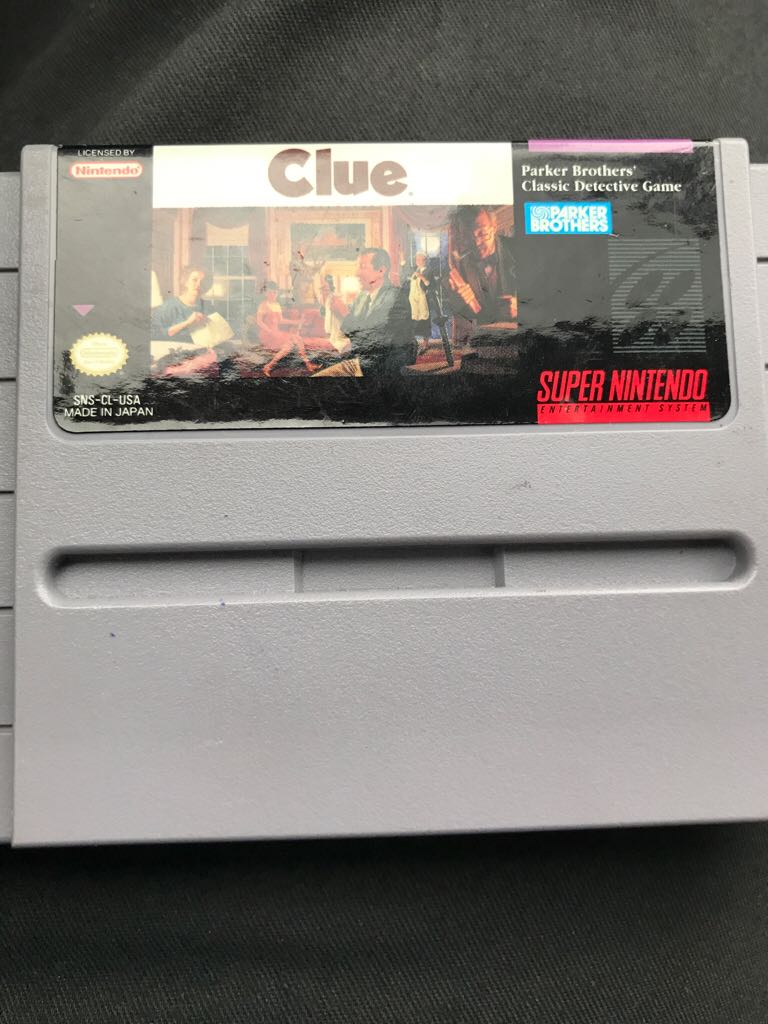 LICENSED BY
Nintendo
Clue
Parker Brothers'
Classic Detective Game
PARKER
BROTHERS
SNS-CL-USA
MADE IN JAPAN
SUPER NINTENDO
ENTERTAINMENT SYSTEM